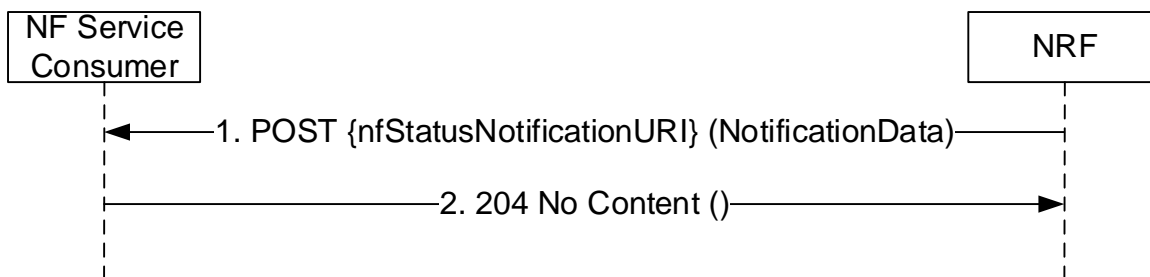 NF Service
Consumer
NRF
1. POST {nfStatusNotificationURI} (NotificationData)
2. 204 No Content ()